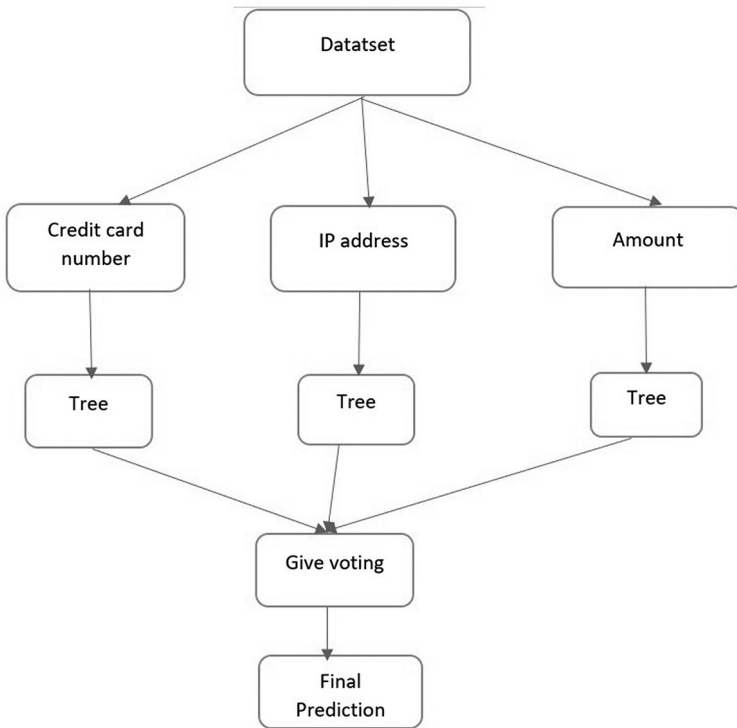 Datatset
Credit card
number
IP address
Amount
Tree
Tree
Tree
Give voting
Final
Prediction